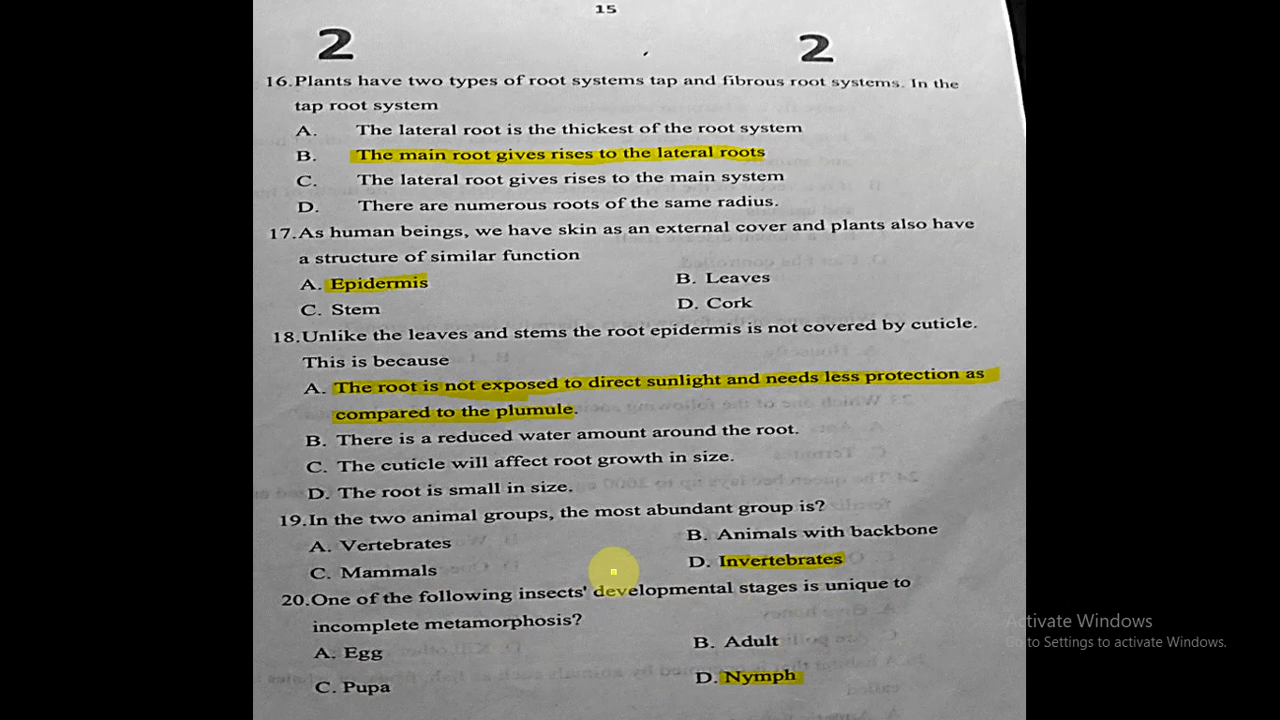 15
2 2
16. Plants have two types of root systems tap and fibrous root systems. In the
tap root system
A. The lateral root is the thickest of the root system
B. The main root gives rises to the lateral roots
C. The lateral root gives rises to the main system
D. There are numerous roots of the same radius.
17. As human beings, we have skin as an external cover and plants also have
a structure of similar function
A. Epidermis B. Leaves
C. Stem D. Cork
18. Unlike the leaves and stems the root epidermis is not covered by cuticle.
This is because
A. The root is not exposed to direct sunlight and needs less protection as
compared to the plumule.
B. There is a reduced water amount around the root.
C. The cuticle will affect root growth in size.
D. The root is small in size.
19. In the two animal groups, the most abundant group is?
A. Vertebrates B. Animals with backbone
C. Mammals D. Invertebrates
20. One of the following insects' developmental stages is unique to
incomplete metamorphosis?
A. Egg B. Adult
C. Pupa D. Nymph
Activate Windows
Go to Settings to activate Windows.